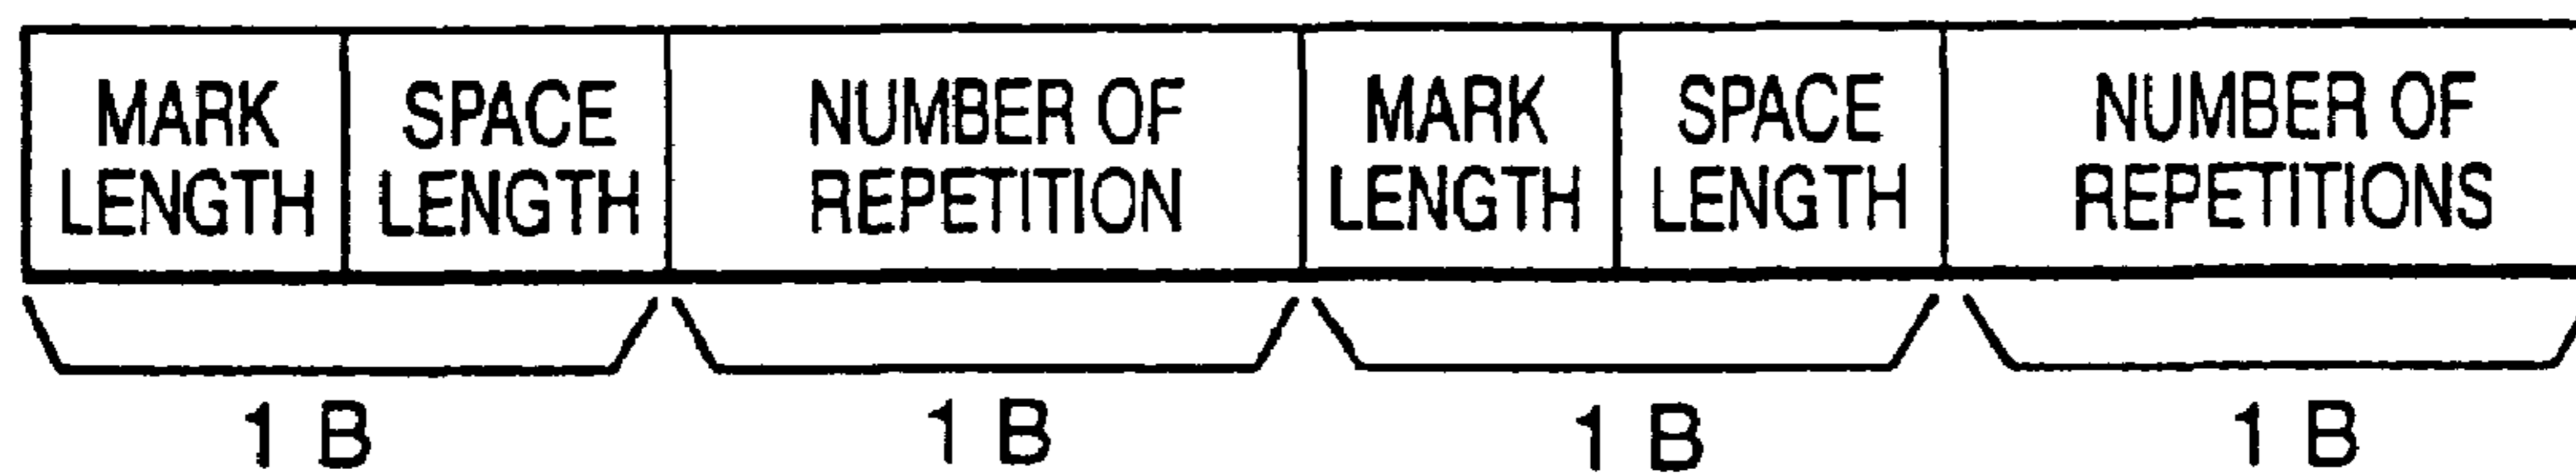 MARK
LENGTH
SPACE
LENGTH
NUMBER OF
REPETITION
MARK
LENGTH
SPACE
LENGTH
NUMBER OF
REPETITIONS
1 B
1 B
1 B
1 B